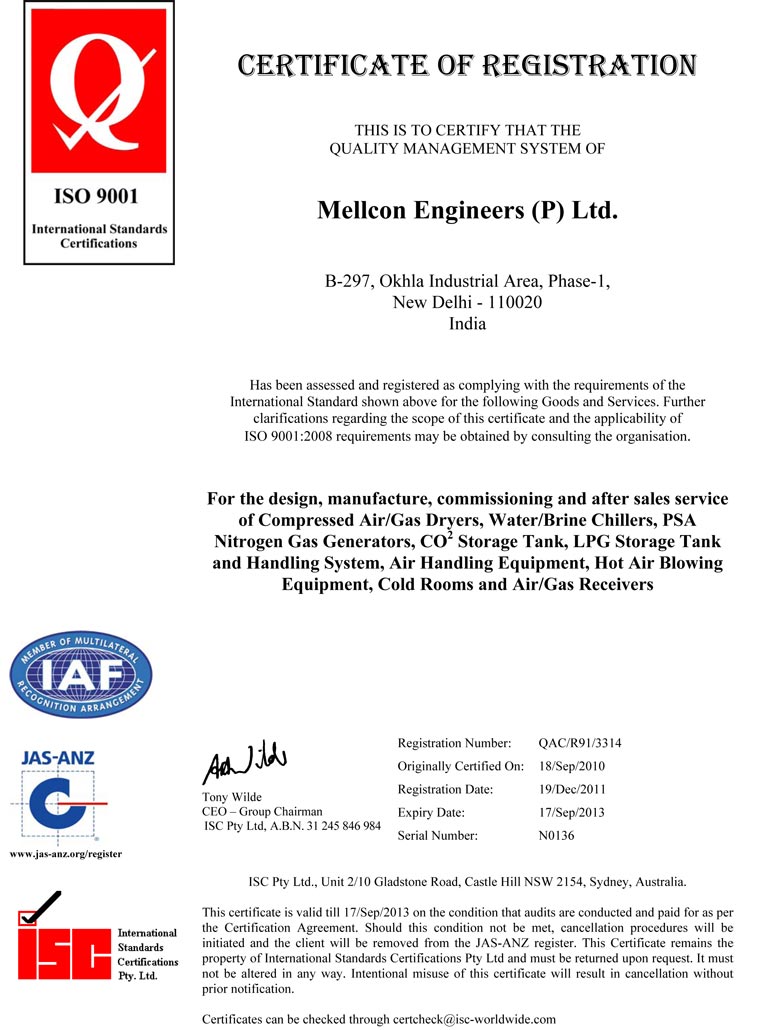 Q
ISO 9001
International Standards
Certifications
CERTIFICATE OF REGISTRATION
THIS IS TO CERTIFY THAT THE
QUALITY MANAGEMENT SYSTEM OF
Mellcon Engineers (P) Ltd.
B-297, Okhla Industrial Area, Phase-1,
New Delhi - 110020
India
Has been assessed and registered as complying with the requirements of the
International Standard shown above for the following Goods and Services. Further
clarifications regarding the scope of this certificate and the applicability of
ISO 9001:2008 requirements may be obtained by consulting the organisation.
For the design, manufacture, commissioning and after sales service
of Compressed Air/Gas Dryers, Water/Brine Chillers, PSA
Nitrogen Gas Generators, CO² Storage Tank, LPG Storage Tank
and Handling System, Air Handling Equipment, Hot Air Blowing
Equipment, Cold Rooms and Air/Gas Receivers
MEMBER OF MULTILATERAL
IAF
RECOGNITION ARRANGEMENT
JAS-ANZ
C
®
www.jas-anz.org/register
Tony Wilde
CEO – Group Chairman
ISC Pty Ltd, A.B.N. 31 245 846 984
Registration Number: QAC/R91/3314
Originally Certified On: 18/Sep/2010
Registration Date: 19/Dec/2011
Expiry Date: 17/Sep/2013
Serial Number: N0136
ISC Pty Ltd., Unit 2/10 Gladstone Road, Castle Hill NSW 2154, Sydney, Australia.
isc
International
Standards
Certifications
Pty. Ltd.
This certificate is valid till 17/Sep/2013 on the condition that audits are conducted and paid for as per
the Certification Agreement. Should this condition not be met, cancellation procedures will be
initiated and the client will be removed from the JAS-ANZ register. This Certificate remains the
property of International Standards Certifications Pty Ltd and must be returned upon request. It must
not be altered in any way. Intentional misuse of this certificate will result in cancellation without
prior notification.
Certificates can be checked through certcheck@isc-worldwide.com